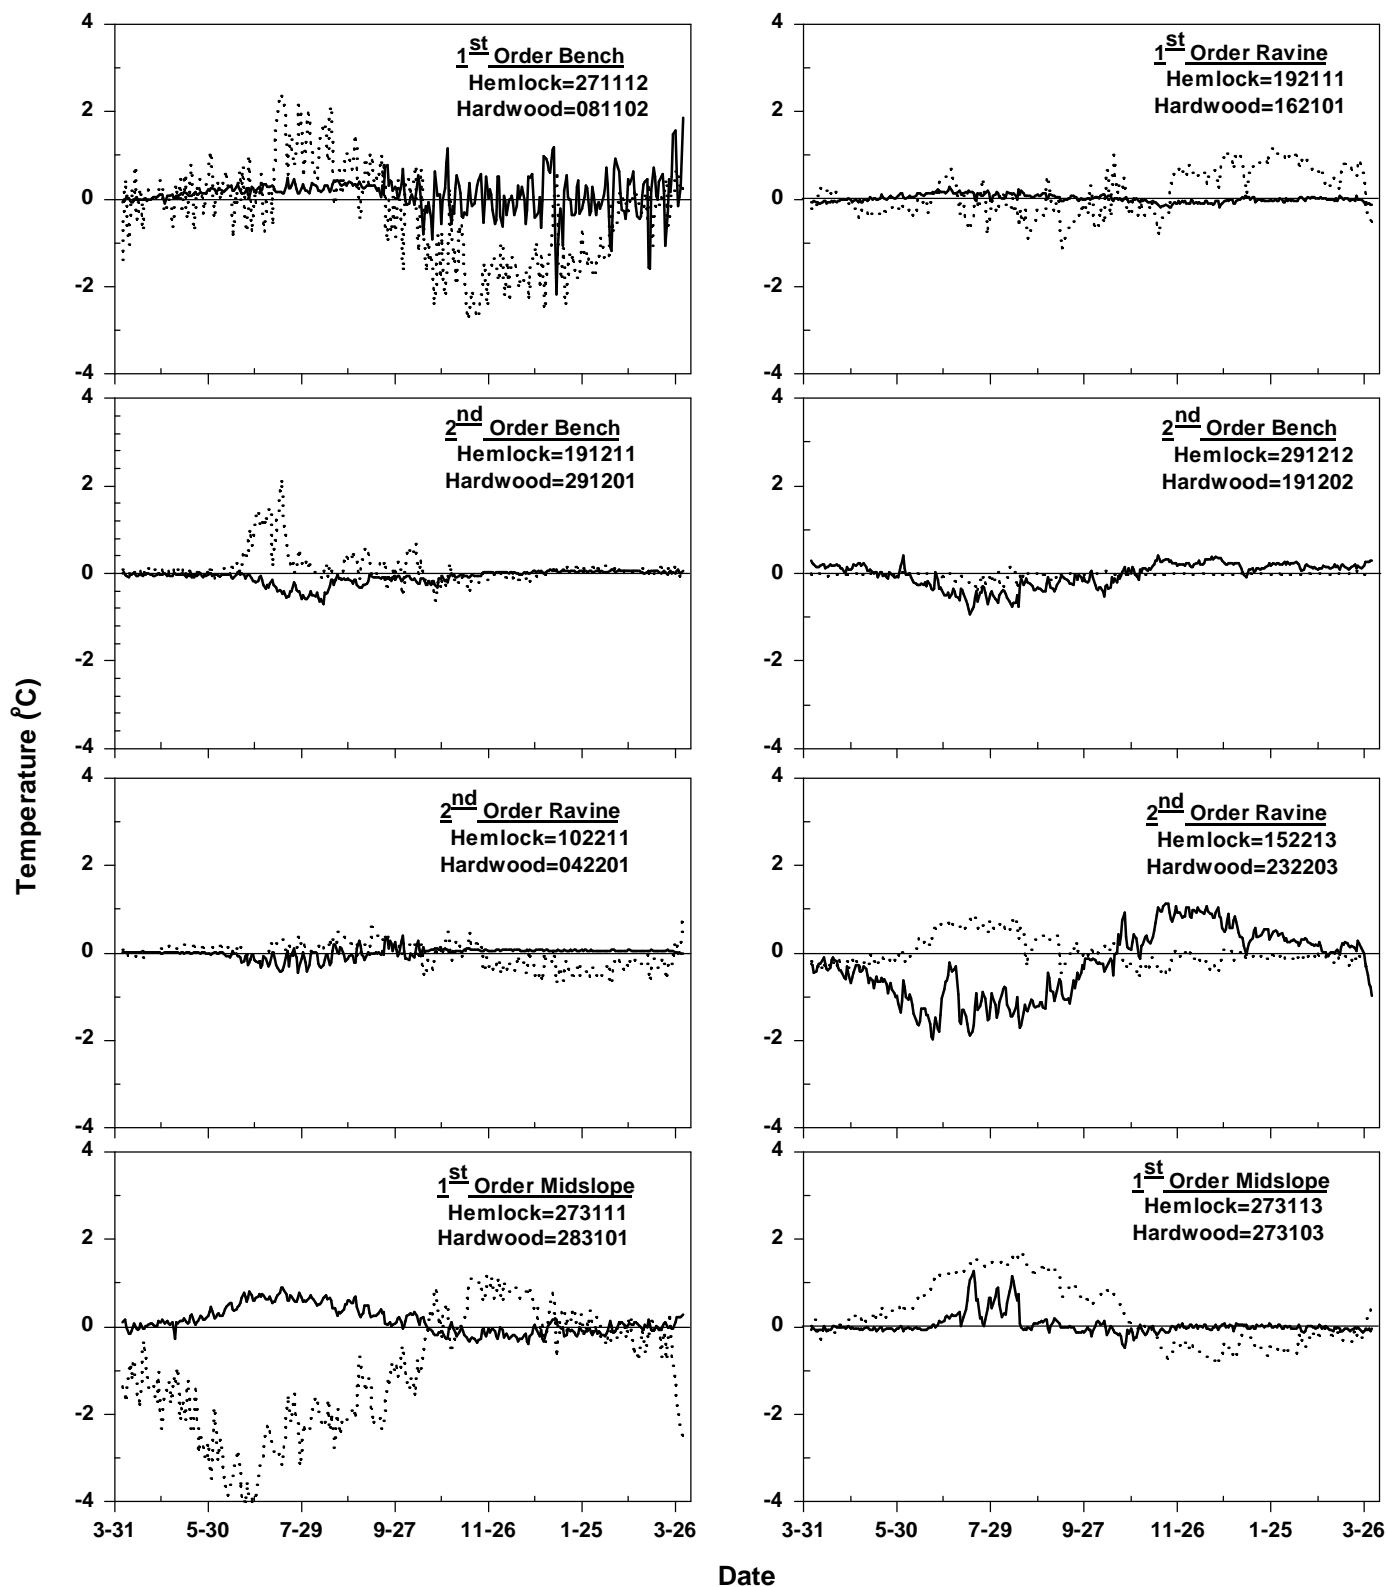 4
2
0
-2
-4
1st Order Bench
Hemlock=271112
Hardwood=081102
4
2
0
-2
-4
1st Order Ravine
Hemlock=192111
Hardwood=162101
4
2
0
-2
-4
2nd Order Bench
Hemlock=191211
Hardwood=291201
4
2
0
-2
-4
2nd Order Bench
Hemlock=291212
Hardwood=191202
4
2
0
-2
-4
2nd Order Ravine
Hemlock=102211
Hardwood=042201
4
2
0
-2
-4
2nd Order Ravine
Hemlock=152213
Hardwood=232203
4
2
0
-2
-4
1st Order Midslope
Hemlock=273111
Hardwood=283101
4
2
0
-2
-4
1st Order Midslope
Hemlock=273113
Hardwood=273103
3-31 5-30 7-29 9-27 11-26 1-25 3-26
3-31 5-30 7-29 9-27 11-26 1-25 3-26
Temperature (°C)
Date